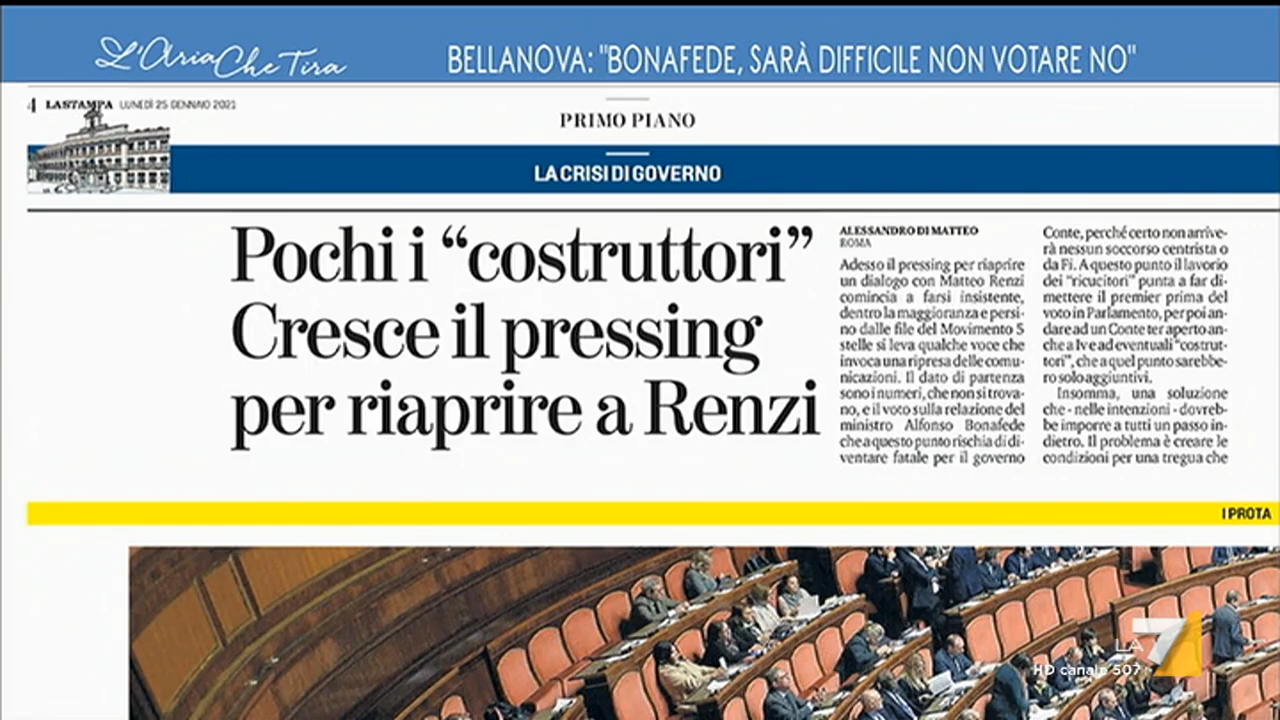 L'Aria Che Tira
BELLANOVA: "BONAFEDE, SARÀ DIFFICILE NON VOTARE NO"
4 LA STAMPA LUNEDÌ 25 GENNAIO 2021
PRIMO PIANO
LA CRISI DI GOVERNO
Pochi i “costruttori”
Cresce il pressing
per riaprire a Renzi
ALESSANDRO DI MATTEO
ROMA
Adesso il pressing per riaprire
un dialogo con Matteo Renzi
comincia a farsi insistente,
dentro la maggioranza e persi-
no dalle file del Movimento 5
stelle si leva qualche voce che
invoca una ripresa delle comu-
nicazioni. Il dato di partenza
sono i numeri, che non si trova-
no, e il voto sulla relazione del
ministro Alfonso Bonafede
che a questo punto rischia di di-
ventare fatale per il governo
Conte, perché certo non arrive-
rà nessun soccorso centrista o
da Fi. A questo punto il lavoro
dei “ricucitori” punta a far di-
mettere il premier prima del
voto in Parlamento, per poi an-
dare ad un Conte ter aperto an-
che a Iv e ad eventuali “costrut-
tori”, che a quel punto sarebbe-
ro solo aggiuntivi.
Insomma, una soluzione
che - nelle intenzioni - dovreb-
be imporre a tutti un passo in-
dietro. Il problema è creare le
condizioni per una tregua che
I PROTA
LA 7
HD canale 507